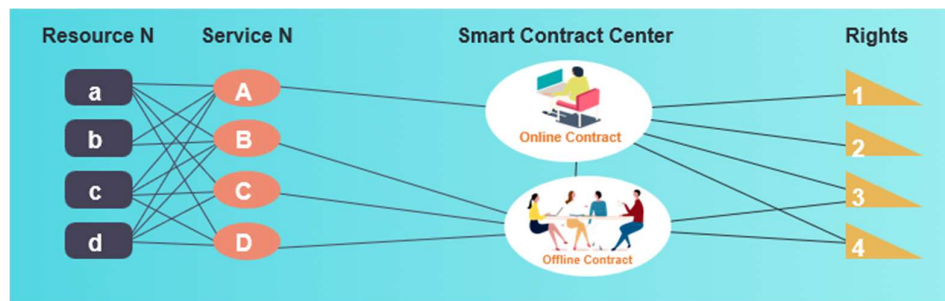 Resource N Service N Smart Contract Center Rights
a A 1
Online Contract
b B 2
c C 3
d D 4
Offline Contract